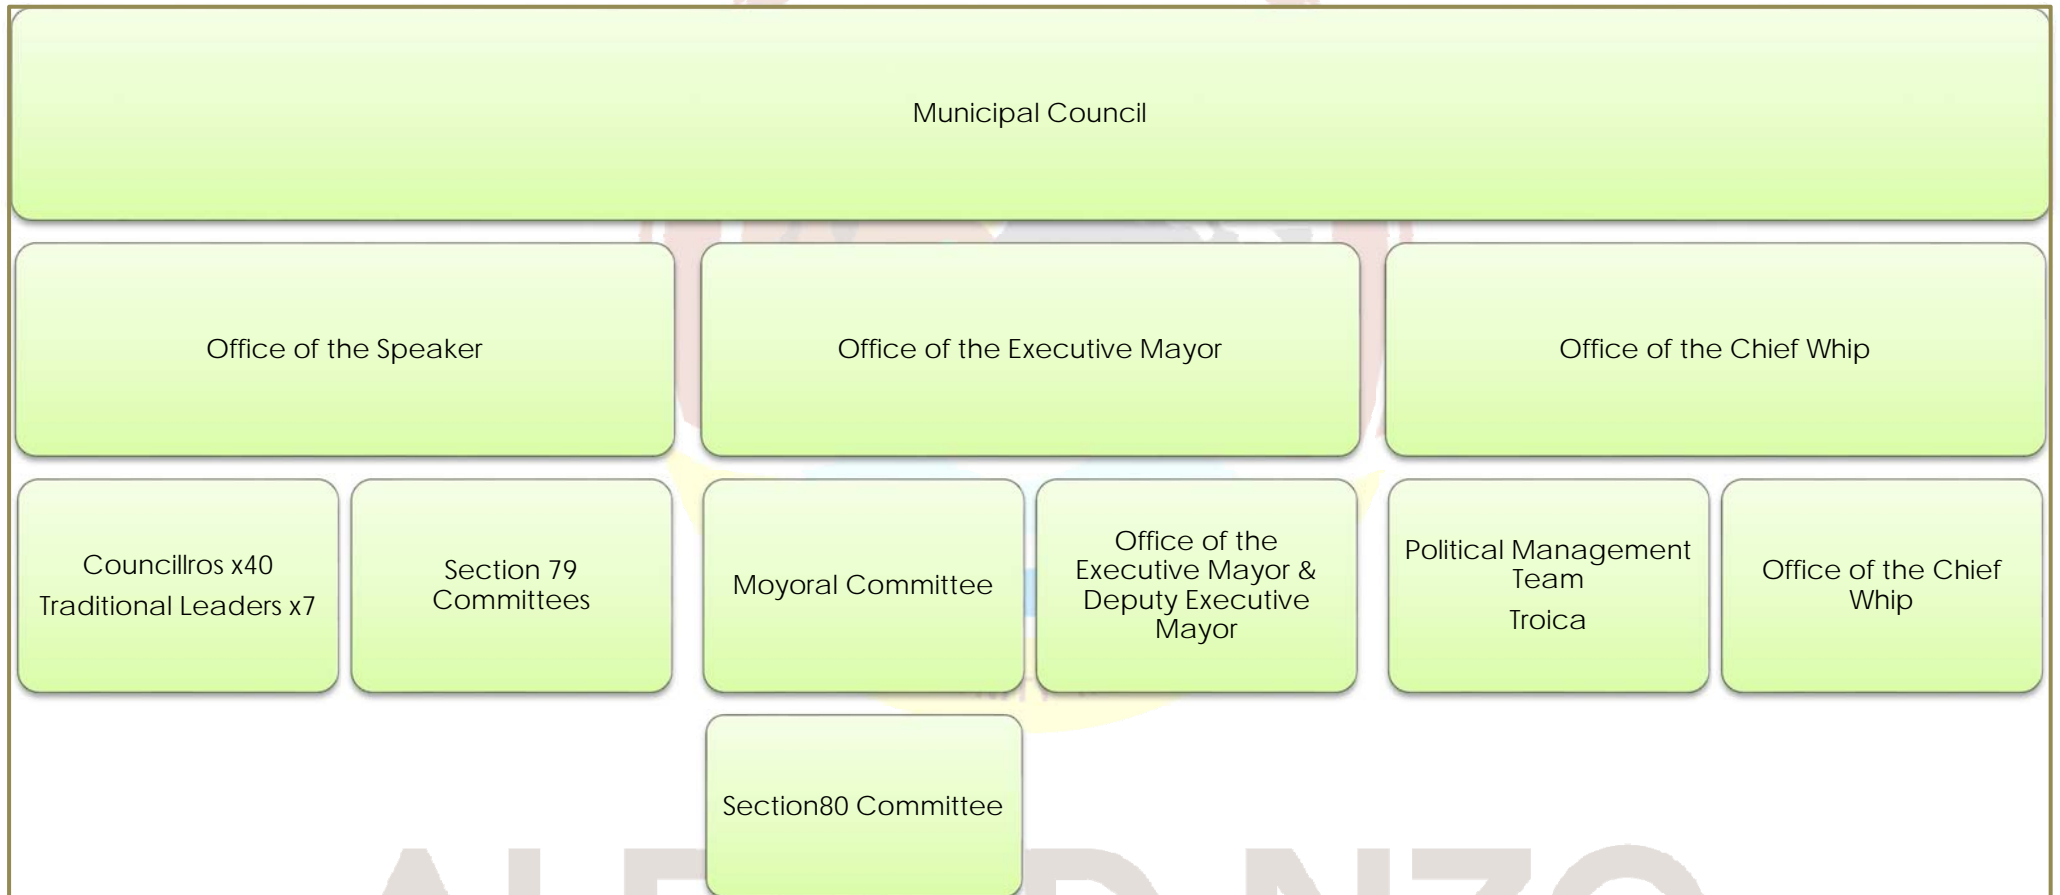 Municipal Council
Office of the Speaker
Office of the Executive Mayor
Office of the Chief Whip
Councillros x40
Traditional Leaders x7
Section 79
Committees
Moyoral Committee
Office of the
Executive Mayor &
Deputy Executive
Mayor
Political Management
Team
Troica
Office of the Chief
Whip
Section80 Committee